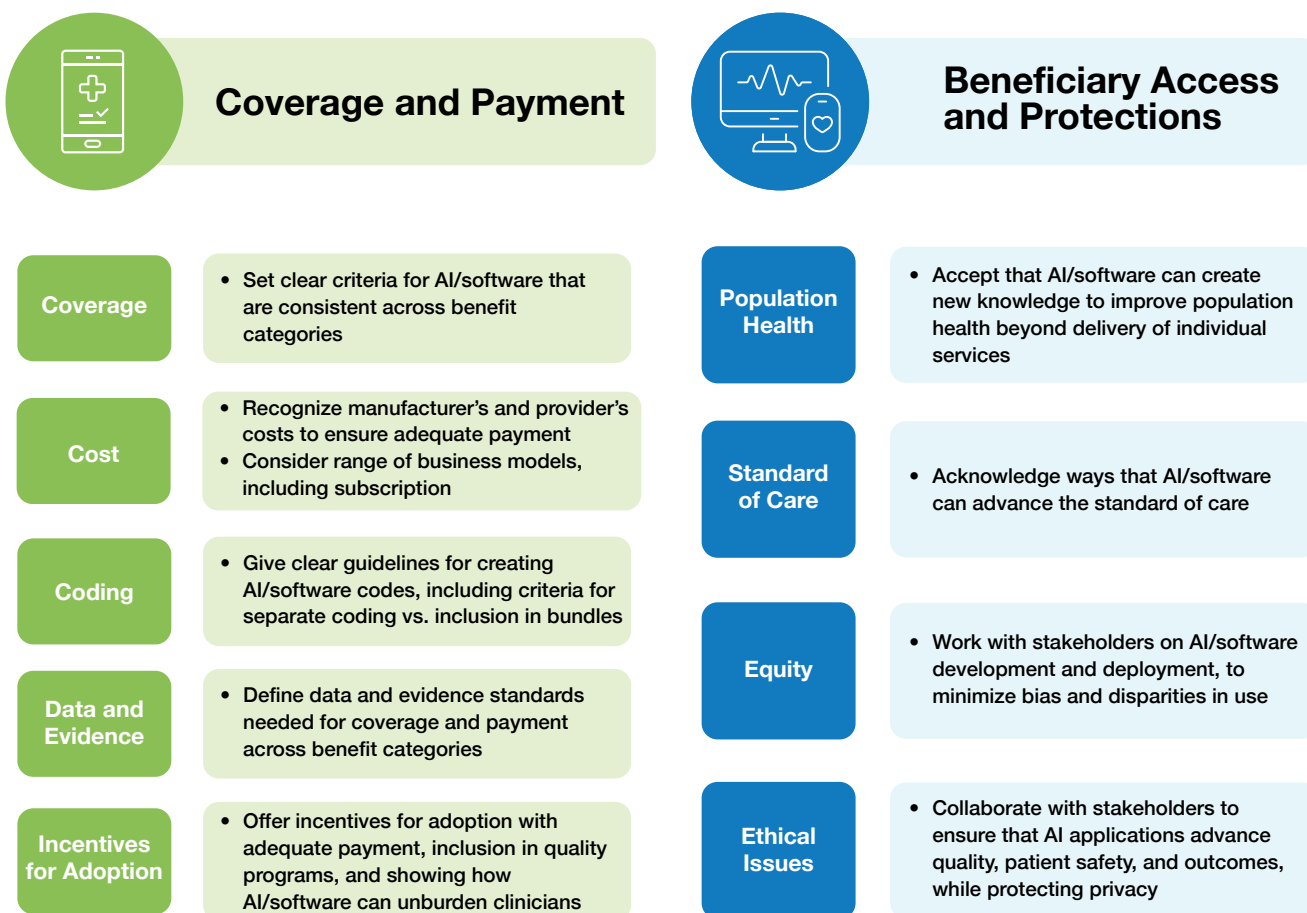 Coverage and Payment
Coverage
• Set clear criteria for AI/software that
are consistent across benefit
categories
Cost
• Recognize manufacturer's and provider's
costs to ensure adequate payment
• Consider range of business models,
including subscription
Coding
• Give clear guidelines for creating
AI/software codes, including criteria for
separate coding vs. inclusion in bundles
Data and
Evidence
• Define data and evidence standards
needed for coverage and payment
across benefit categories
Incentives
for Adoption
• Offer incentives for adoption with
adequate payment, inclusion in quality
programs, and showing how
AI/software can unburden clinicians
Beneficiary Access
and Protections
Population
Health
• Accept that AI/software can create
new knowledge to improve population
health beyond delivery of individual
services
Standard
of Care
• Acknowledge ways that AI/software
can advance the standard of care
Equity
• Work with stakeholders on AI/software
development and deployment, to
minimize bias and disparities in use
Ethical
Issues
• Collaborate with stakeholders to
ensure that AI applications advance
quality, patient safety, and outcomes,
while protecting privacy